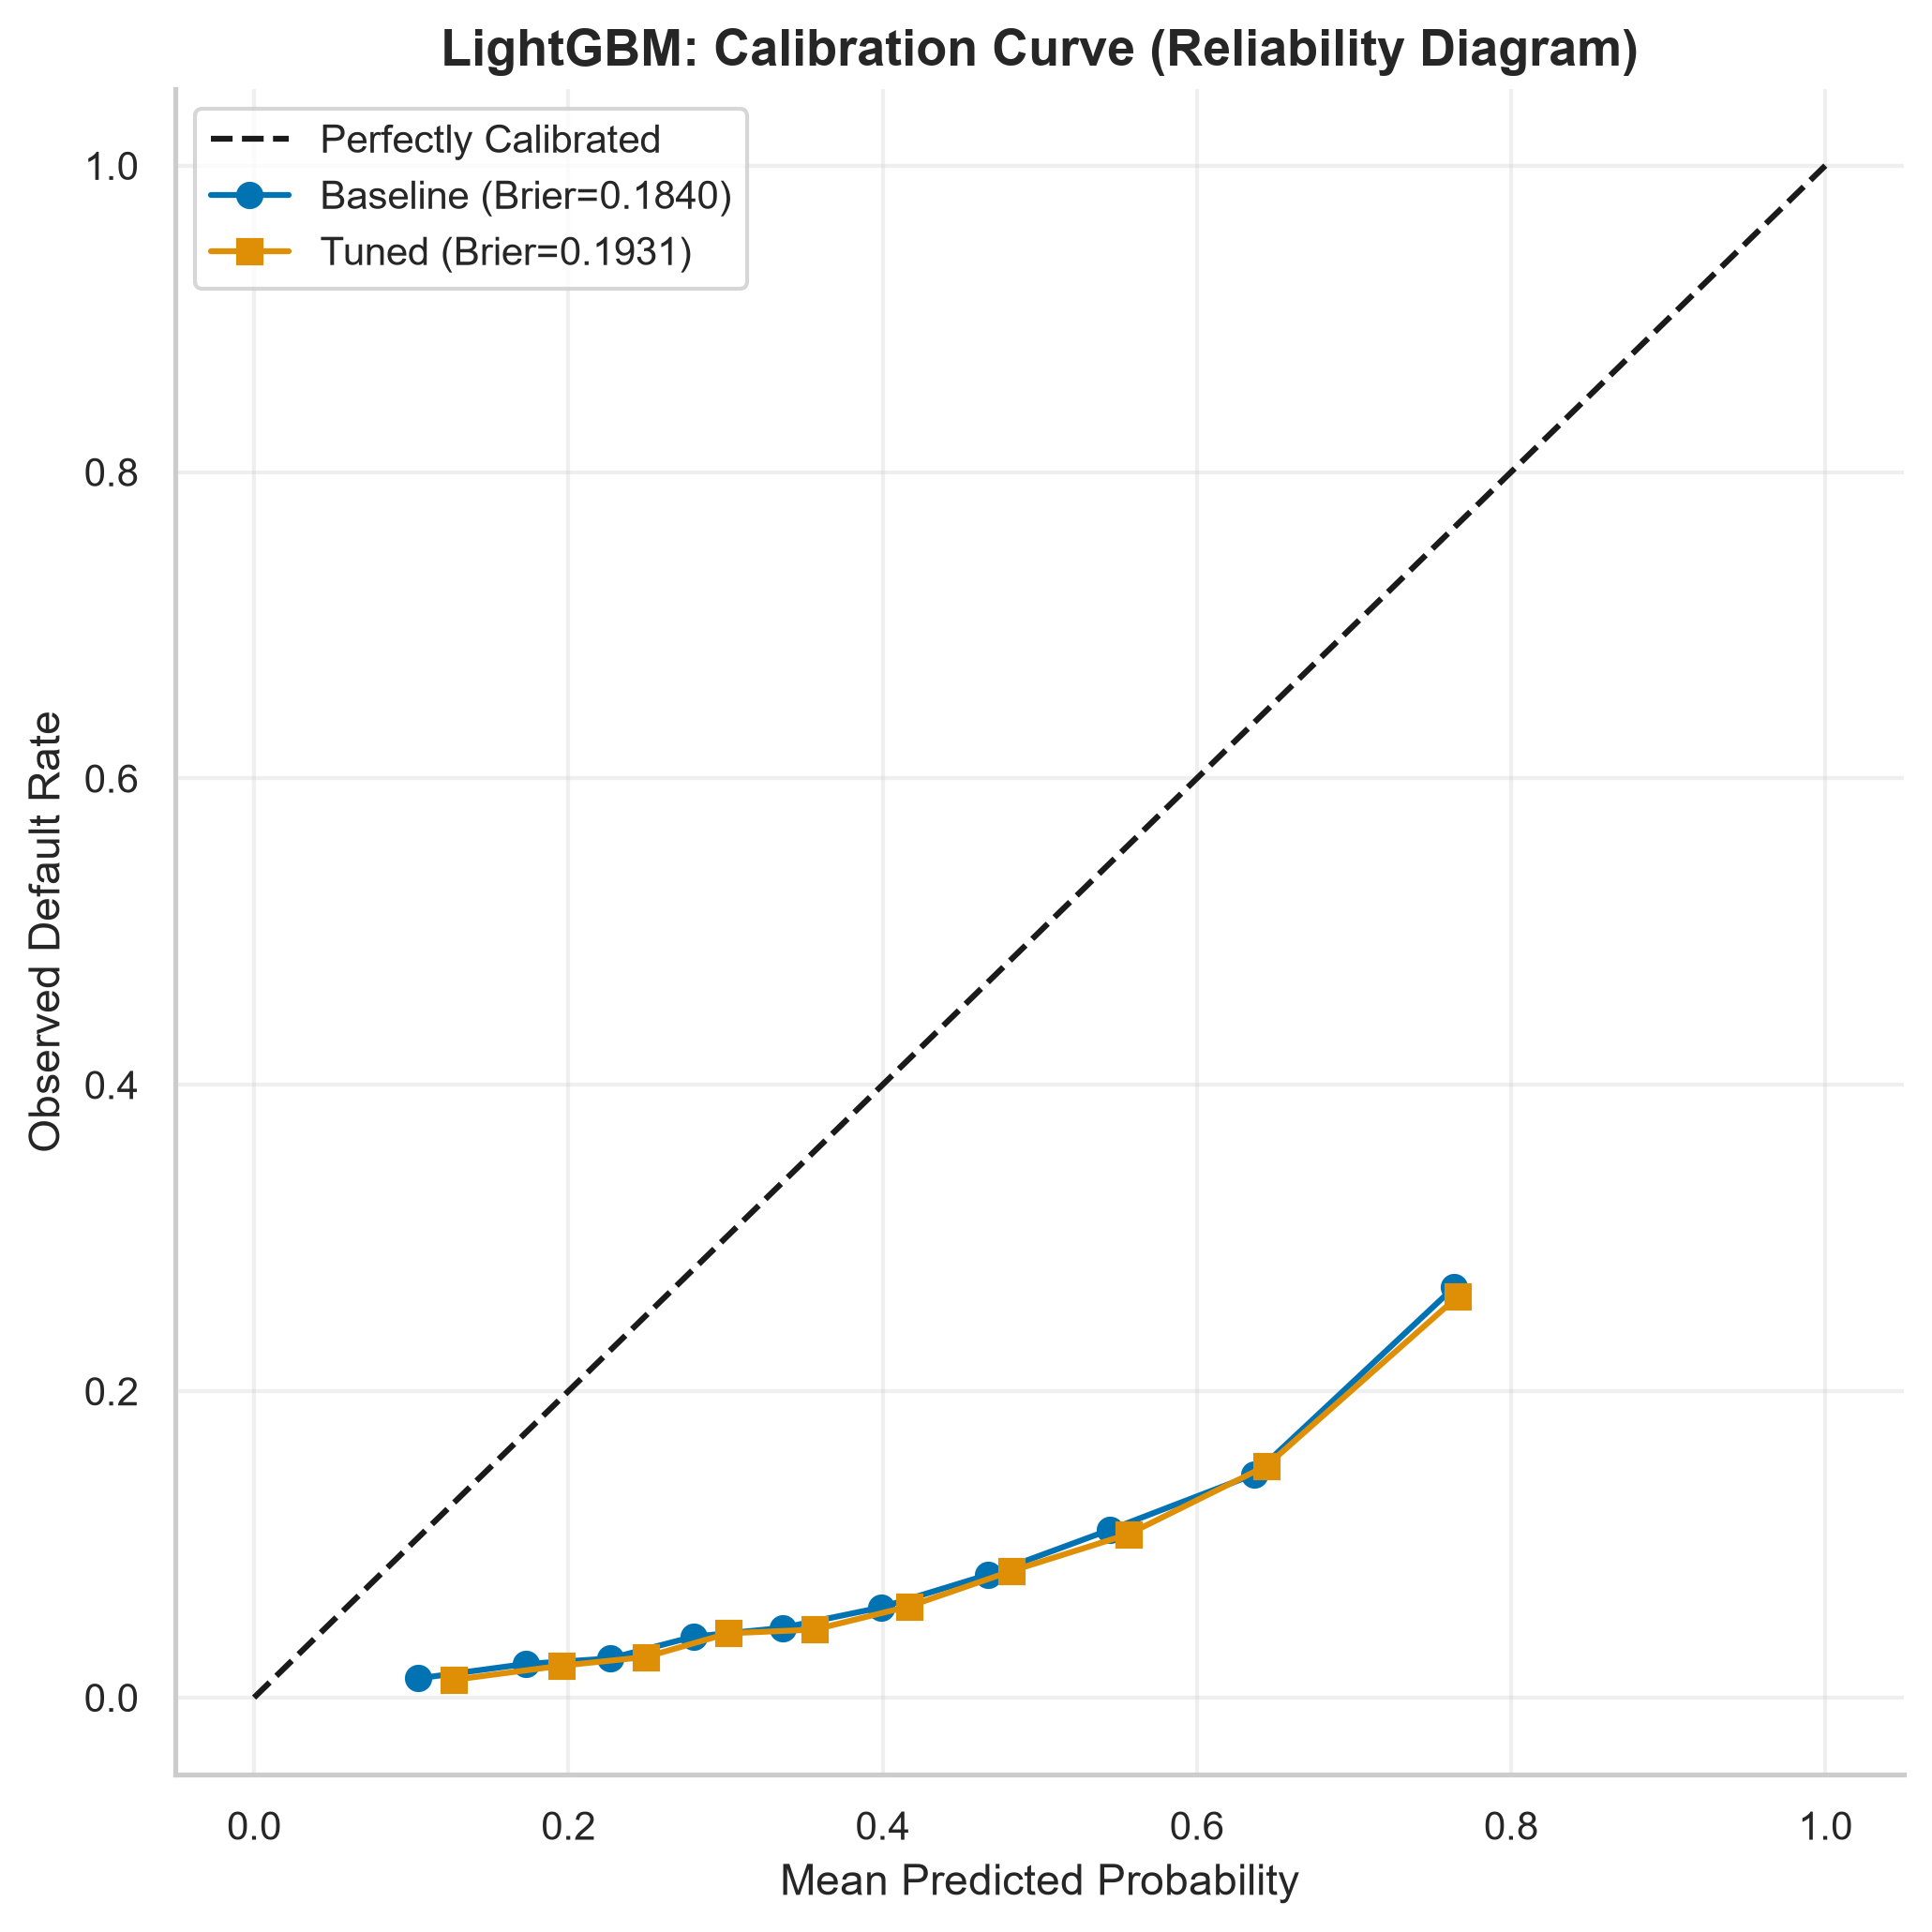 LightGBM: Calibration Curve (Reliability Diagram)
Perfectly Calibrated
Baseline (Brier=0.1840)
Tuned (Brier=0.1931)
1.0
0.8
0.6
0.4
0.2
0.0
Observed Default Rate
0.0 0.2 0.4 0.6 0.8 1.0
Mean Predicted Probability